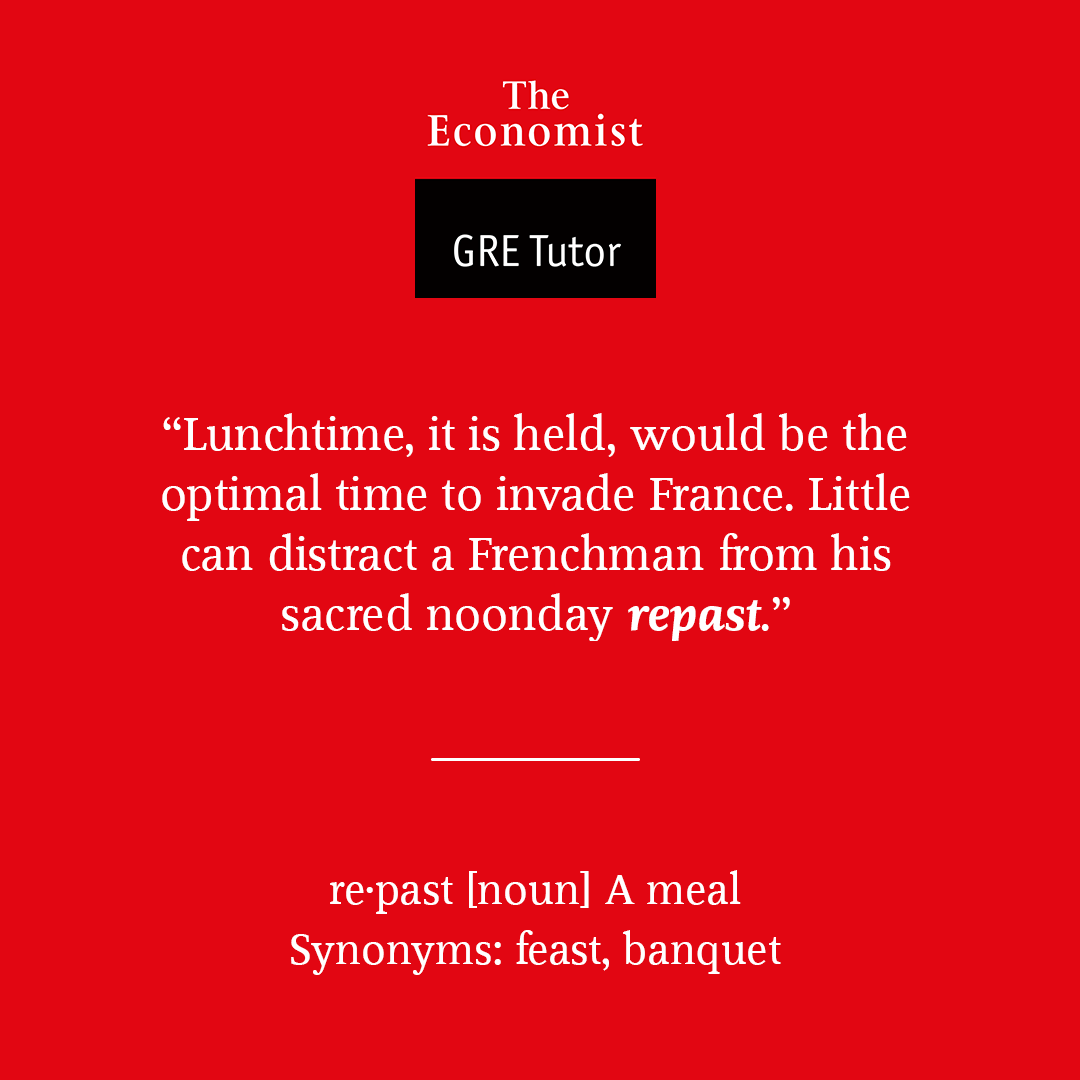 The
Economist
GRE Tutor
“Lunchtime, it is held, would be the
optimal time to invade France. Little
can distract a Frenchman from his
sacred noonday repast.”
re·past [noun] A meal
Synonyms: feast, banquet